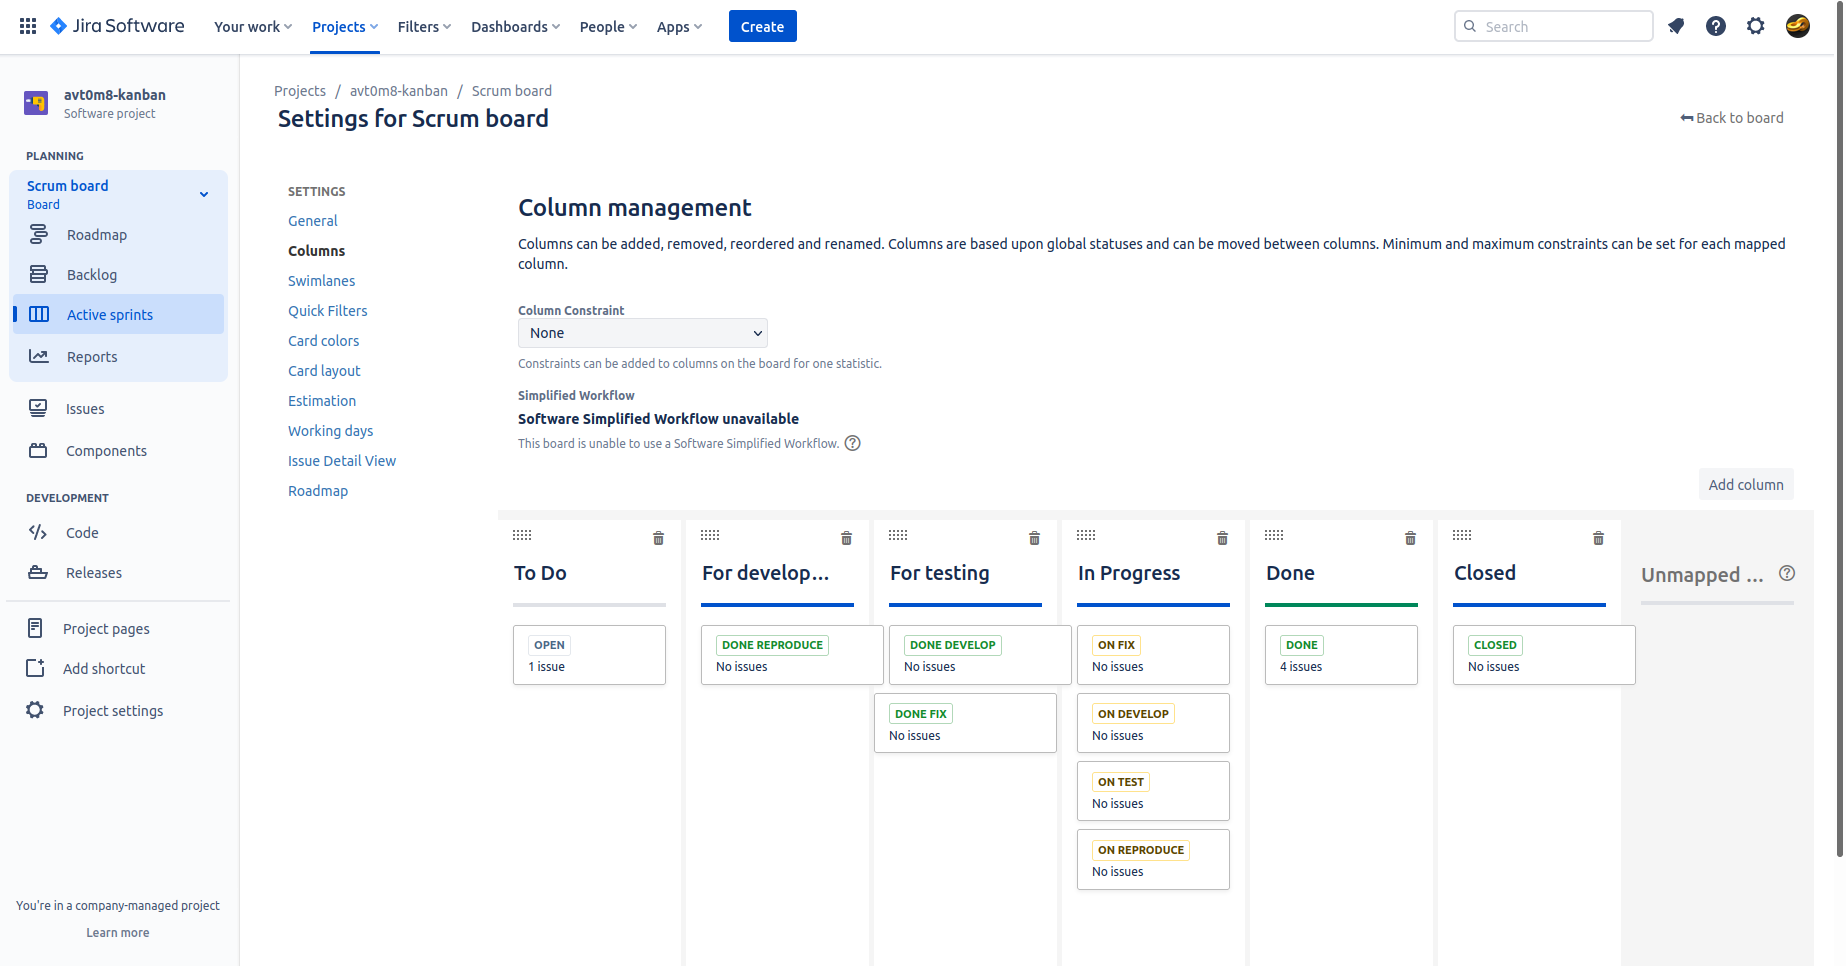 Jira Software
Your work
Projects
Filters
Dashboards
People
Apps
Create
Search
avt0m8-kanban
Software project
PLANNING
Scrum board
Board
Roadmap
Backlog
Active sprints
Reports
Issues
Components
DEVELOPMENT
Code
Releases
Project pages
Add shortcut
Project settings
You're in a company-managed project
Learn more
Projects / avt0m8-kanban / Scrum board
Settings for Scrum board
Back to board
SETTINGS
General
Columns
Swimlanes
Quick Filters
Card colors
Card layout
Estimation
Working days
Issue Detail View
Roadmap
Column management
Columns can be added, removed, reordered and renamed. Columns are based upon global statuses and can be moved between columns. Minimum and maximum constraints can be set for each mapped
column.
Column Constraint
None
Constraints can be added to columns on the board for one statistic.
Simplified Workflow
Software Simplified Workflow unavailable
This board is unable to use a Software Simplified Workflow.
Add column
To Do
OPEN
1 issue
For develop...
DONE REPRODUCE
No issues
For testing
DONE DEVELOP
No issues
DONE FIX
No issues
In Progress
ON FIX
No issues
ON DEVELOP
No issues
ON TEST
No issues
ON REPRODUCE
No issues
Done
DONE
4 issues
Closed
CLOSED
No issues
Unmapped ...